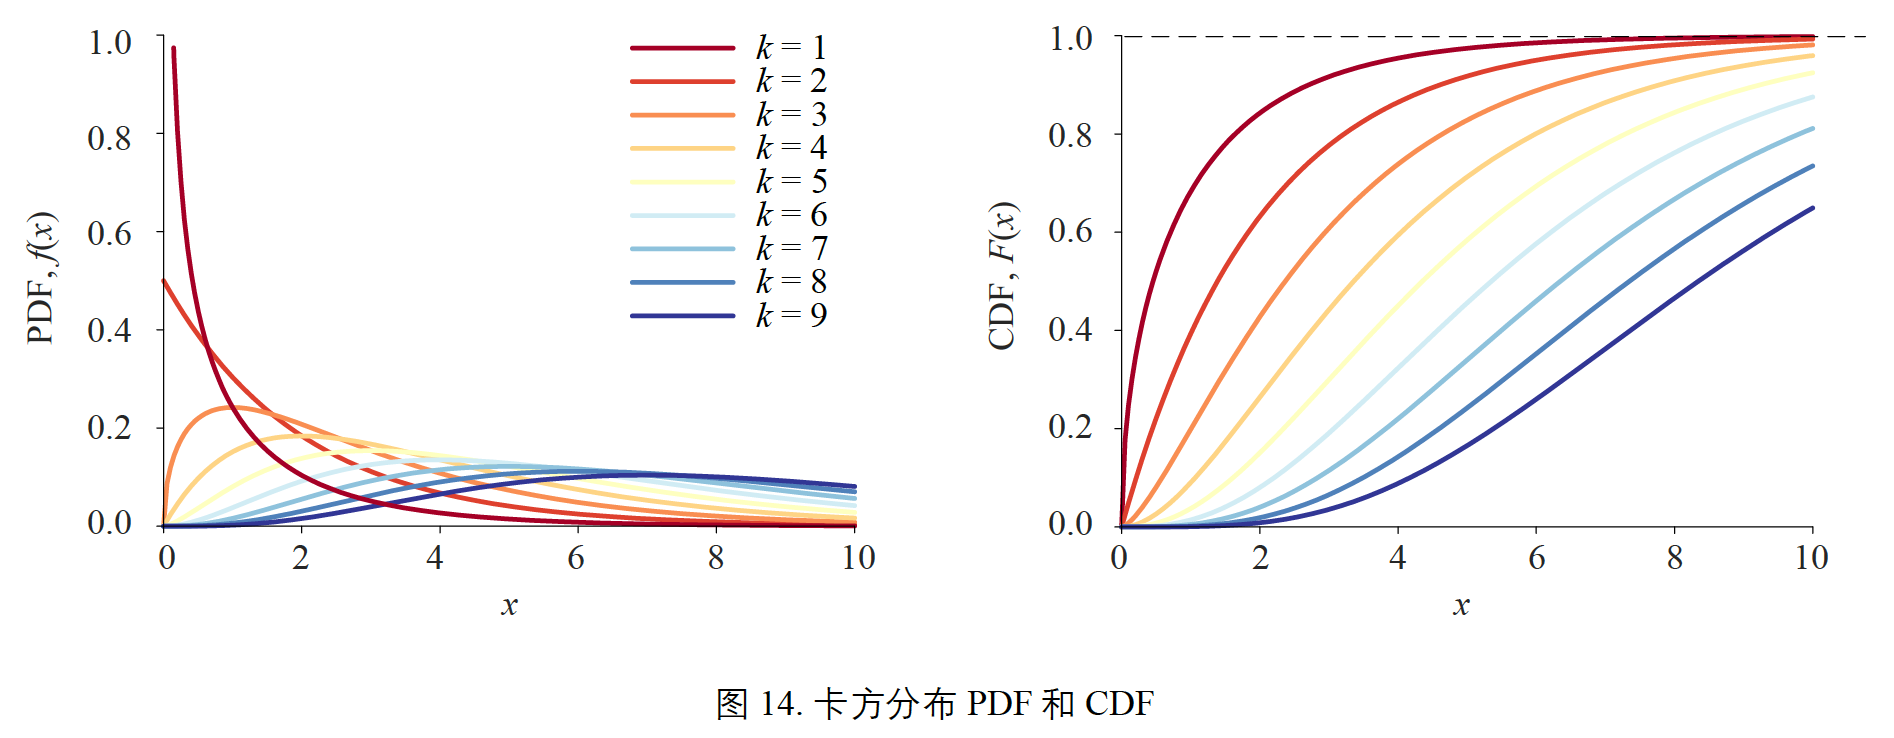 PDF, f(x)
1.0
0.8
0.6
0.4
0.2
0.0
0 2 4 6 8 10
x
k = 1
k = 2
k = 3
k = 4
k = 5
k = 6
k = 7
k = 8
k = 9
CDF, F(x)
1.0
0.8
0.6
0.4
0.2
0.0
0 2 4 6 8 10
x
图 14. 卡方分布 PDF 和 CDF